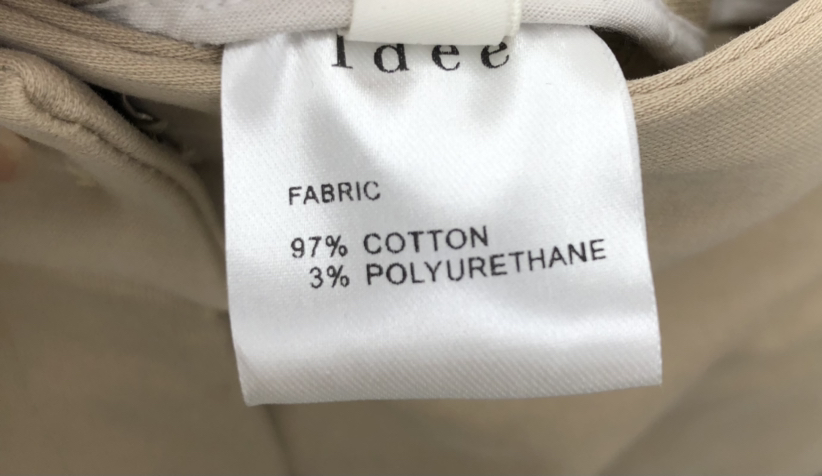 Idee
FABRIC
97% COTTON
3% POLYURETHANE